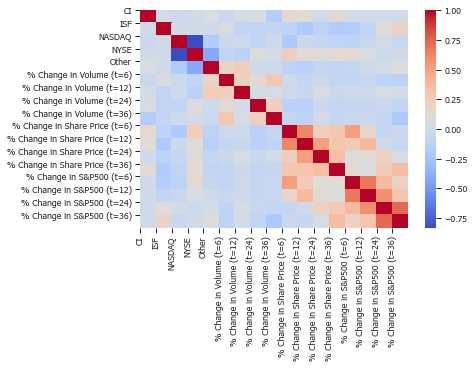 CI
ISF
NASDAQ
NYSE
Other
% Change in Volume (t=6)
% Change in Volume (t=12)
% Change in Volume (t=24)
% Change in Volume (t=36)
% Change in Share Price (t=6)
% Change in Share Price (t=12)
% Change in Share Price (t=24)
% Change in Share Price (t=36)
% Change in S&P500 (t=6)
% Change in S&P500 (t=12)
% Change in S&P500 (t=24)
% Change in S&P500 (t=36)
CI
ISF
NASDAQ
NYSE
Other
% Change in Volume (t=6)
% Change in Volume (t=12)
% Change in Volume (t=24)
% Change in Volume (t=36)
% Change in Share Price (t=6)
% Change in Share Price (t=12)
% Change in Share Price (t=24)
% Change in Share Price (t=36)
% Change in S&P500 (t=6)
% Change in S&P500 (t=12)
% Change in S&P500 (t=24)
% Change in S&P500 (t=36)
1.00
0.75
0.50
0.25
0.00
−0.25
−0.50
−0.75